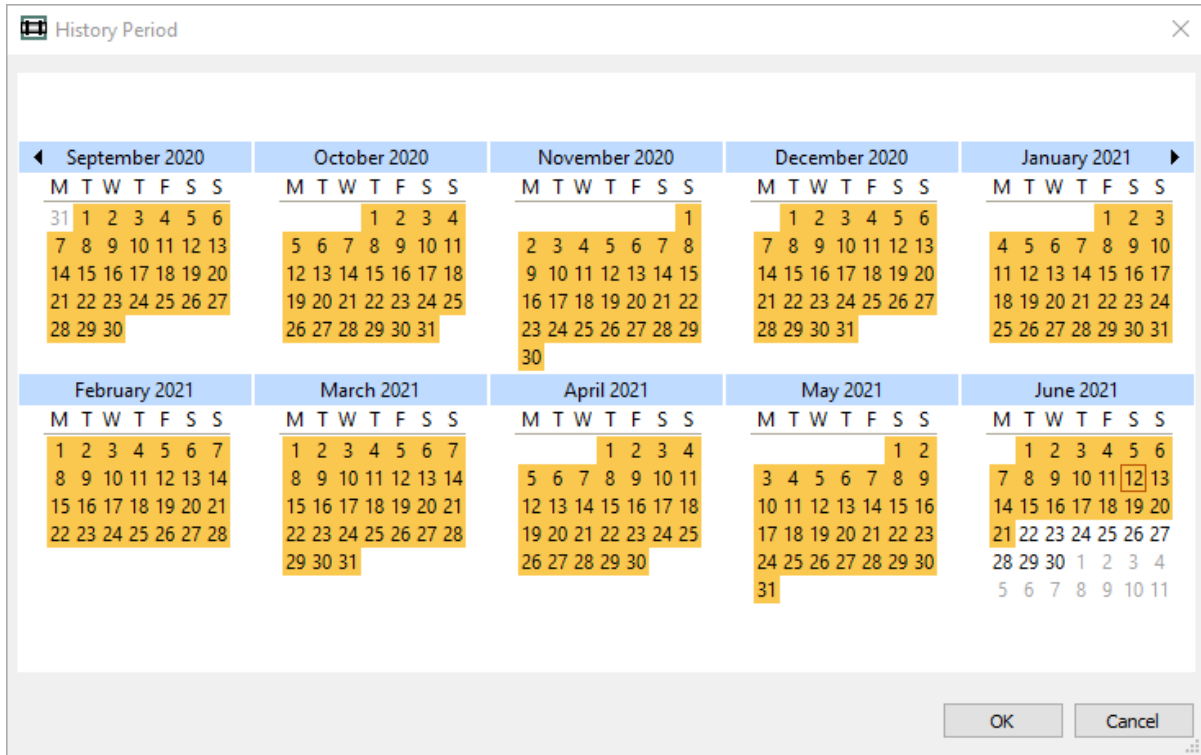 History Period
September 2020 October 2020 November 2020 December 2020 January 2021
M T W T F S S M T W T F S S M T W T F S S M T W T F S S M T W T F S S
31 1 2 3 4 5 6 1 2 3 4 1 1 2 3 4 5 6 1 2 3
7 8 9 10 11 12 13 5 6 7 8 9 10 11 2 3 4 5 6 7 8 7 8 9 10 11 12 13 4 5 6 7 8 9 10
14 15 16 17 18 19 20 12 13 14 15 16 17 18 9 10 11 12 13 14 15 14 15 16 17 18 19 20 11 12 13 14 15 16 17
21 22 23 24 25 26 27 19 20 21 22 23 24 25 16 17 18 19 20 21 22 21 22 23 24 25 26 27 18 19 20 21 22 23 24
28 29 30 26 27 28 29 30 31 23 24 25 26 27 28 29 28 29 30 31 25 26 27 28 29 30 31
30
February 2021 March 2021 April 2021 May 2021 June 2021
M T W T F S S M T W T F S S M T W T F S S M T W T F S S M T W T F S S
1 2 3 4 5 6 7 1 2 3 4 5 6 7 1 2 3 4 1 2 1 2 3 4 5 6
8 9 10 11 12 13 14 8 9 10 11 12 13 14 5 6 7 8 9 10 11 3 4 5 6 7 8 9 7 8 9 10 11 12 13
15 16 17 18 19 20 21 15 16 17 18 19 20 21 12 13 14 15 16 17 18 10 11 12 13 14 15 16 14 15 16 17 18 19 20
22 23 24 25 26 27 28 22 23 24 25 26 27 28 19 20 21 22 23 24 25 17 18 19 20 21 22 23 21 22 23 24 25 26 27
29 30 31 26 27 28 29 30 24 25 26 27 28 29 30 28 29 30 1 2 3 4
31 5 6 7 8 9 10 11
OK Cancel